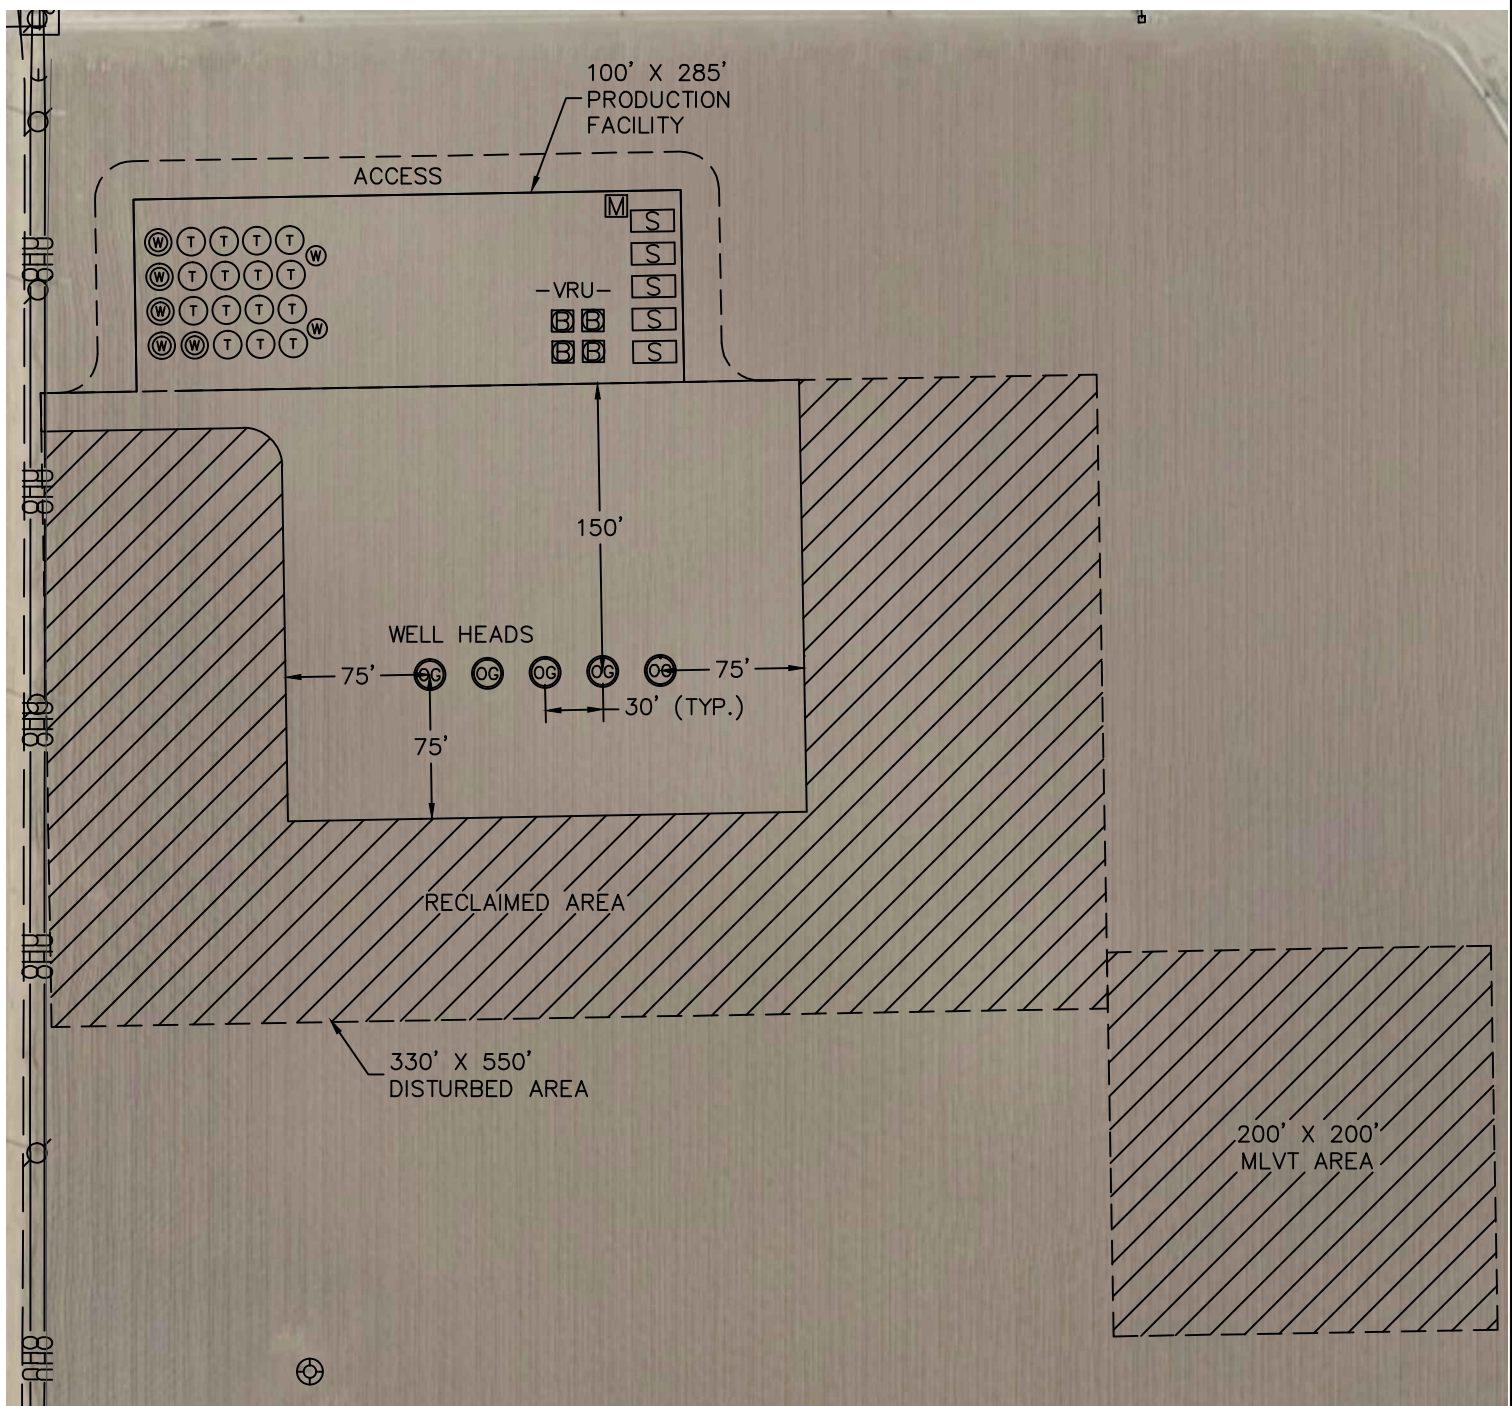 100' X 285'
PRODUCTION
FACILITY
ACCESS
M
S
W T T T T
W
S
W T T T T
-VRU-
S
W T T T T
B B
S
W
W W T T T
B B
S
150'
WELL HEADS
75'
OG OG OG OG OG
75'
30' (TYP.)
75'
RECLAIMED AREA
330' X 550'
DISTURBED AREA
200' X 200'
MLVT AREA